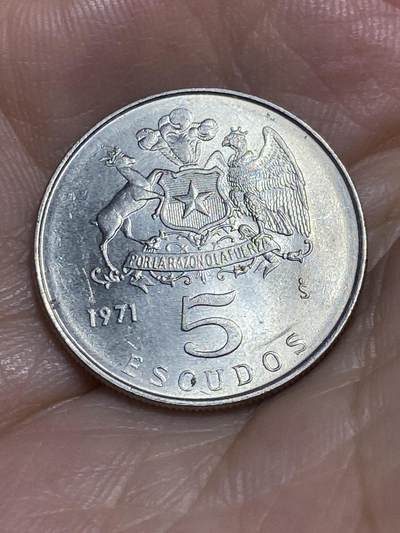 POR LA RAZON O LA FUERZA
1971
5
ESCUDOS